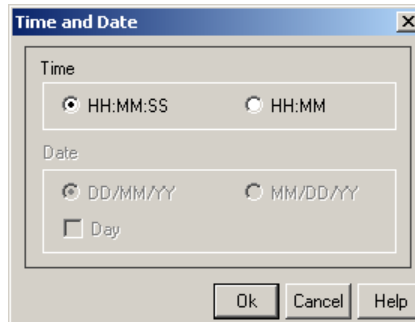 Time and Date
Time
HH:MM:SS HH:MM
Date
DD/MM/YY MM/DD/YY
Day
Ok Cancel Help